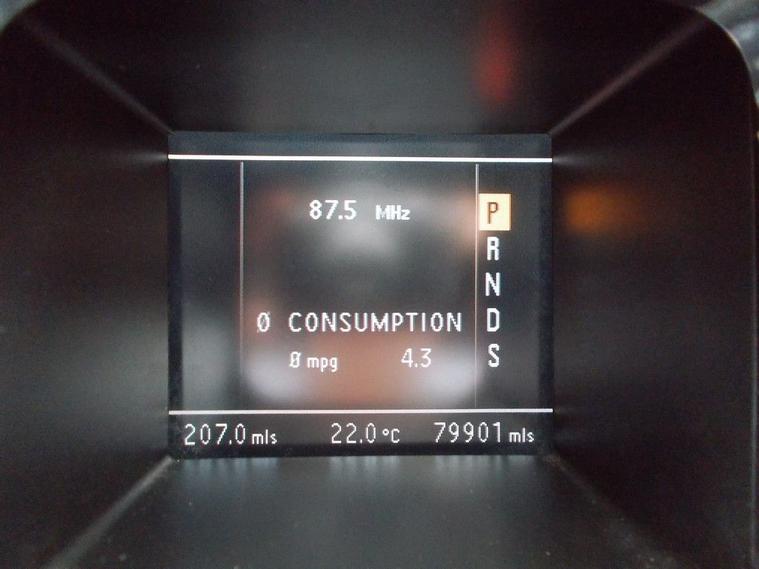 87.5 MHz
P
R
N
Ø CONSUMPTION
D
Ø mpg 4.3
S
207.0 mls 22.0 °C 79901 mls